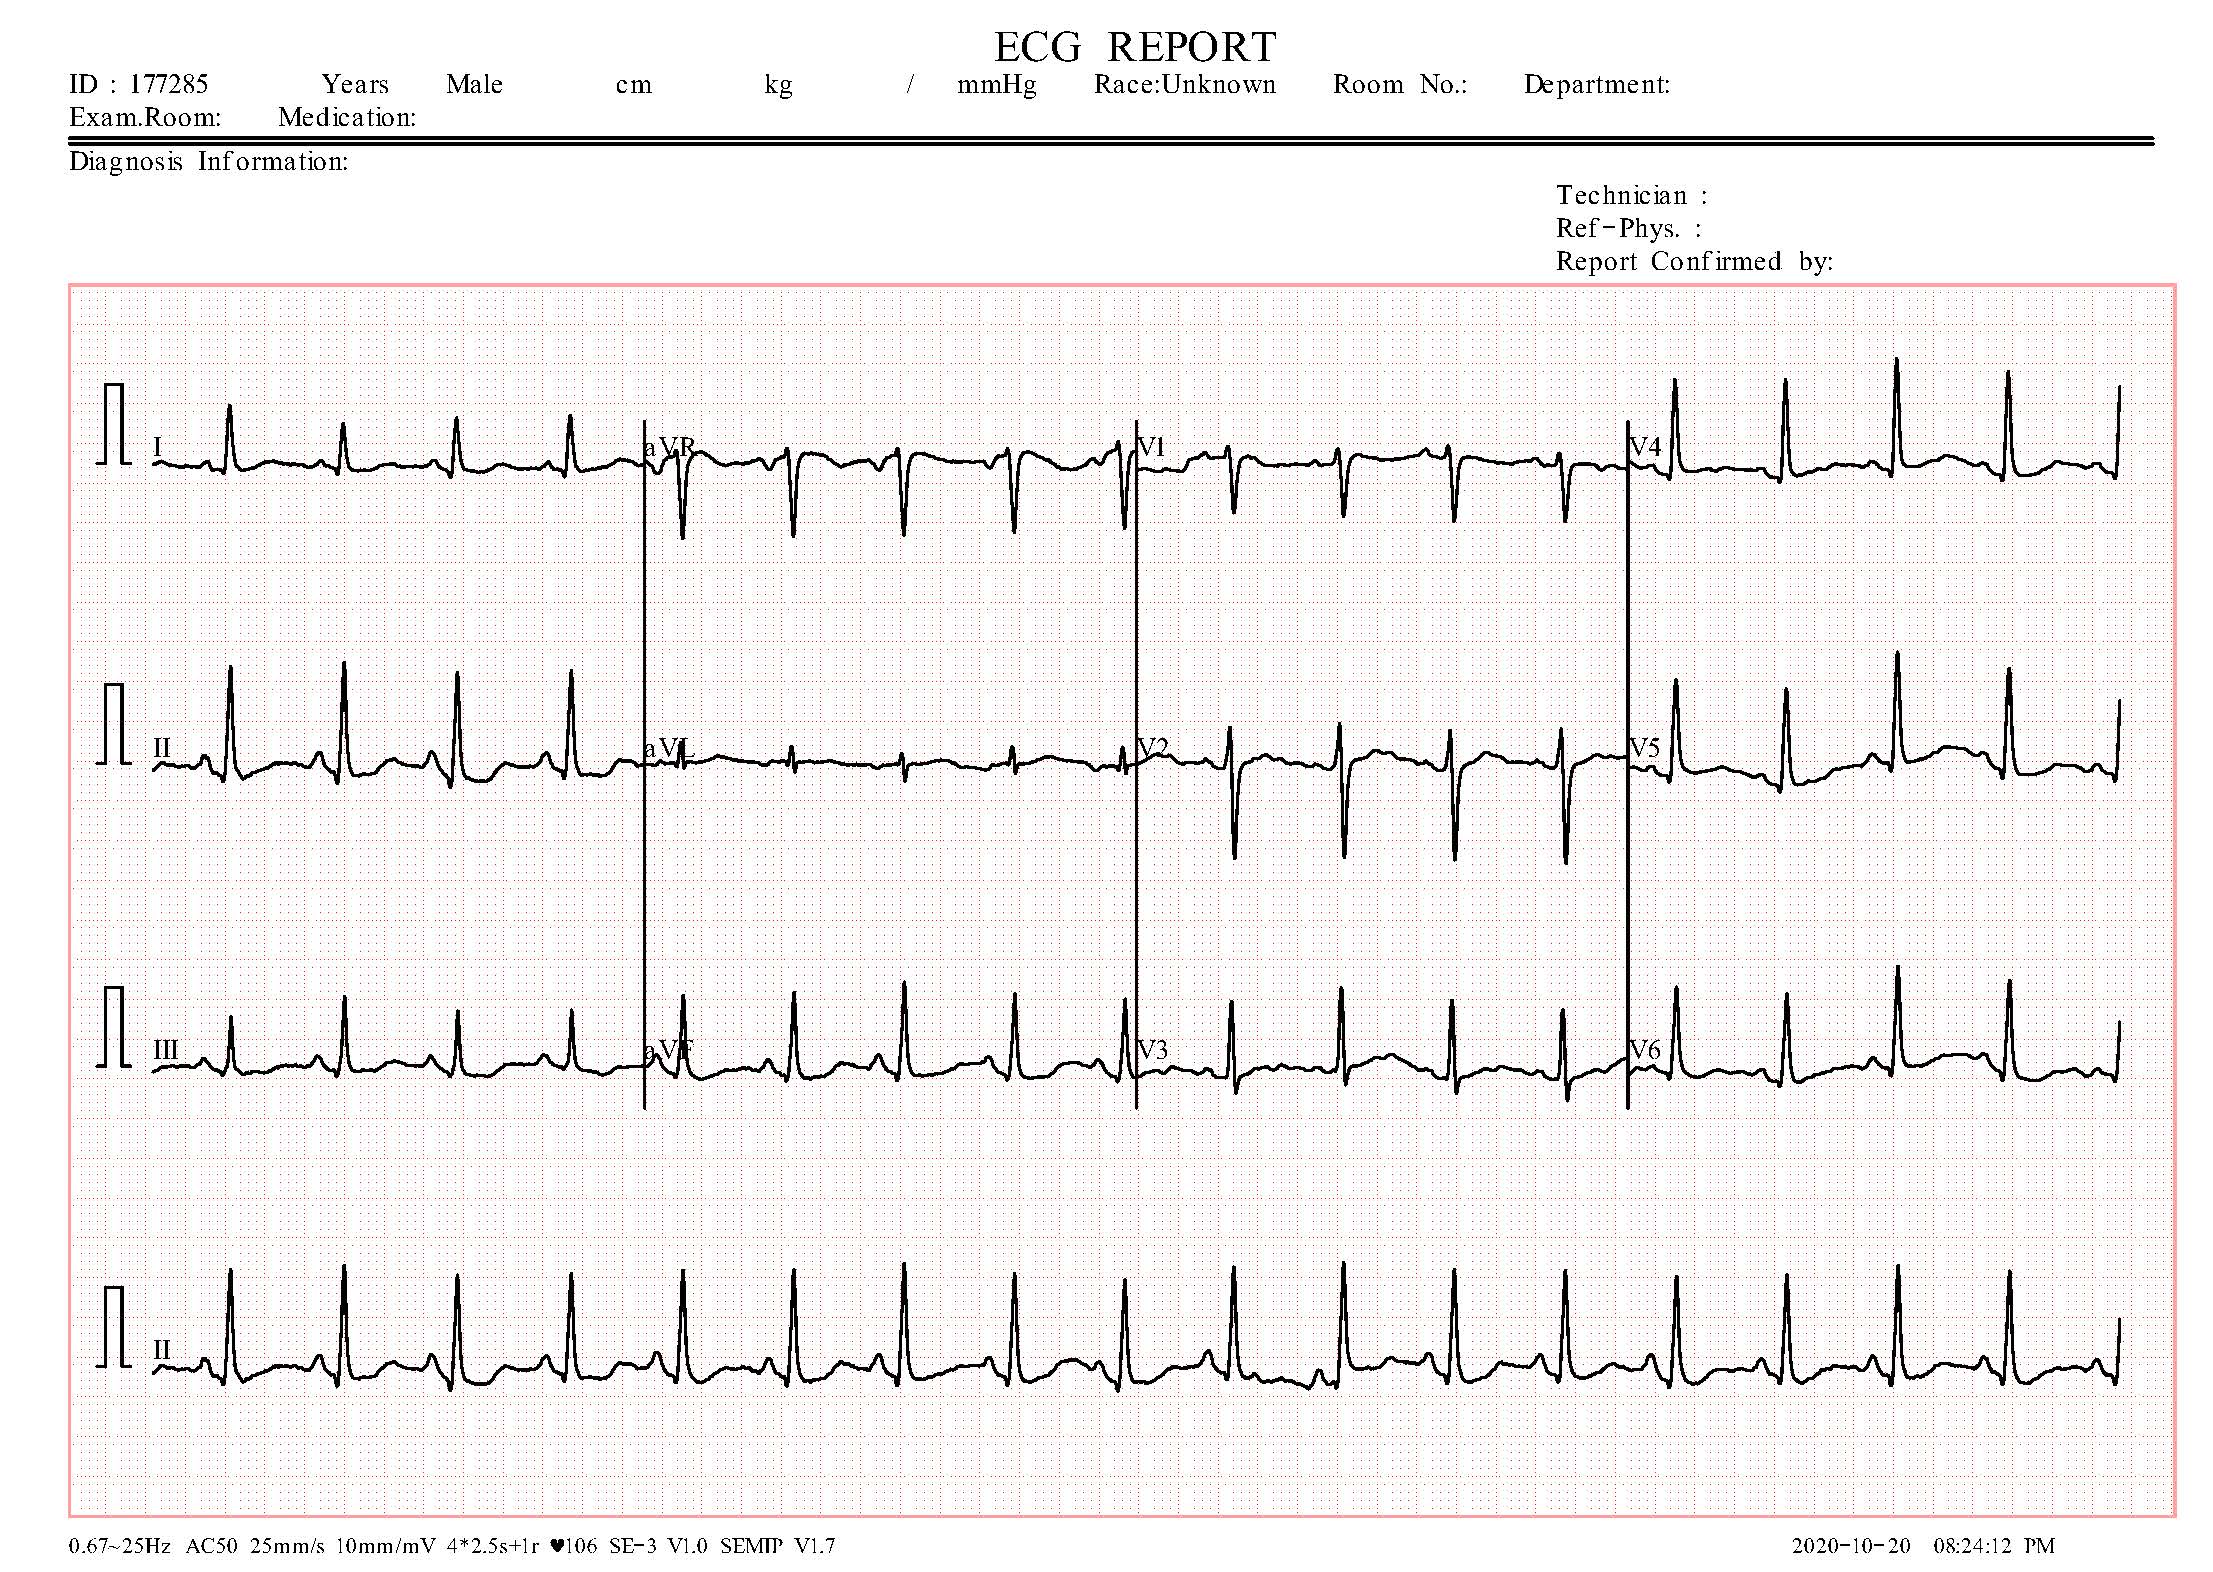 ECG REPORT
ID : 177285 Years Male cm kg / mmHg Race:Unknown Room No.: Department:
Exam.Room: Medication:
Diagnosis Information:
Technician :
Ref-Phys. :
Report Confirmed by:
I aVR V1 V4
II aVL V2 V5
III aVF V3 V6
II
0.67~25Hz AC50 25mm/s 10mm/mV 4*2.5s+1r ♥106 SE-3 V1.0 SEMIP V1.7 2020-10-20 08:24:12 PM